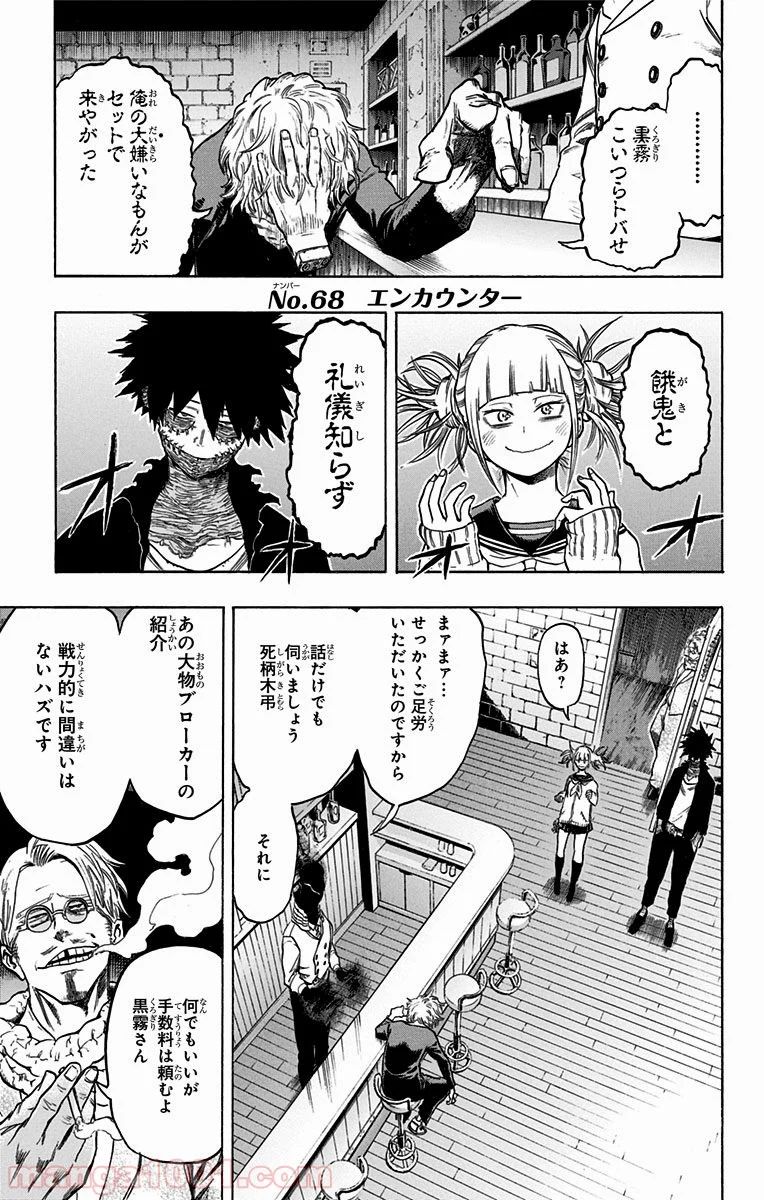 ‥‥‥‥
黒霧
こいつらトバせ
俺の大嫌いなもんが
セットで
来やがった
No.68 エンカウンター
餓鬼と
礼儀知らず
はあ?
まァまァ…
せっかくご足労
いただいたのですから
話だけでも
伺いましょう
死柄木弔
それに
あの大物ブローカーの
紹介
戦力的に間違いは
ないハズです
何でもいいが
手数料は頼むよ
黒霧さん
manga1001.com